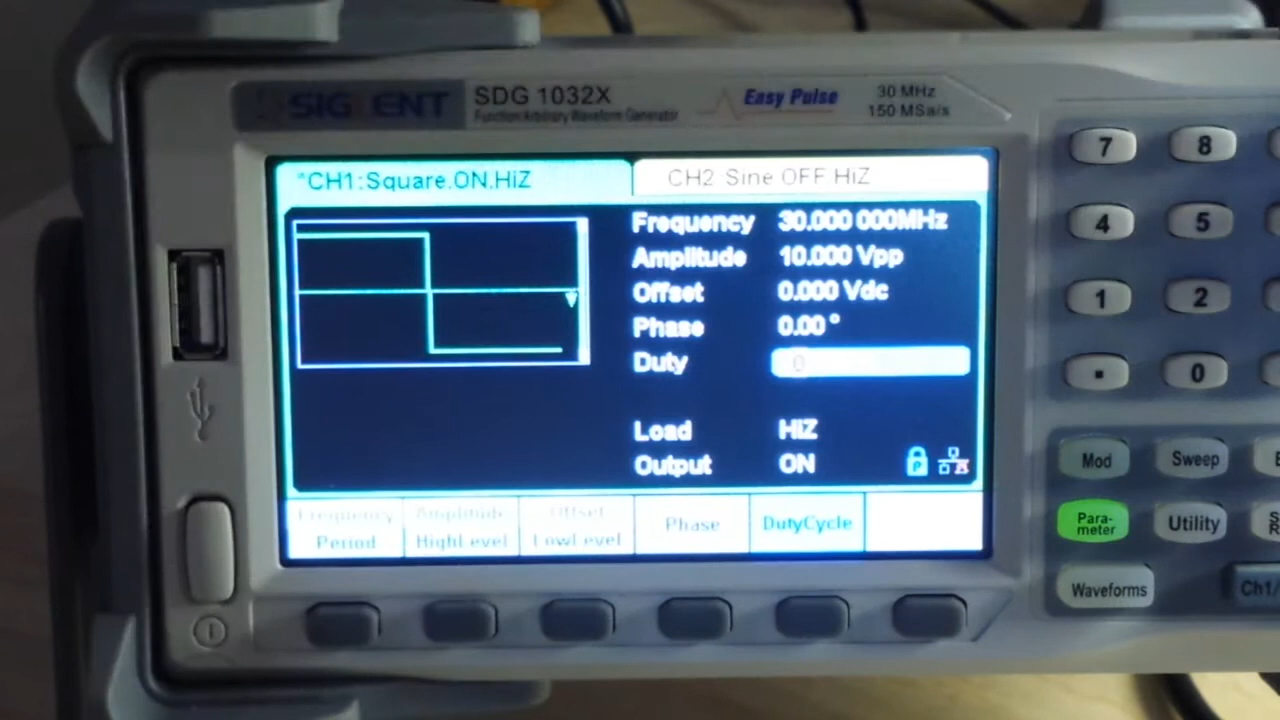 SIGLENT SDG 1032X Easy Pulse 30 MHz
Function/Arbitrary Waveform Generator 150 MSa/s
*CH1:Square.ON.HiZ CH2 Sine OFF HiZ
Frequency 30.000 000MHz
Amplitude 10.000 Vpp
Offset 0.000 Vdc
Phase 0.00 °
Duty 0
Load HiZ
Output ON
Frequency Amplitude Offset Phase DutyCycle
Period HighLevel LowLevel
7 8
4 5
1 2
. 0
Mod Sweep
Para-
meter Utility
Waveforms Ch1/